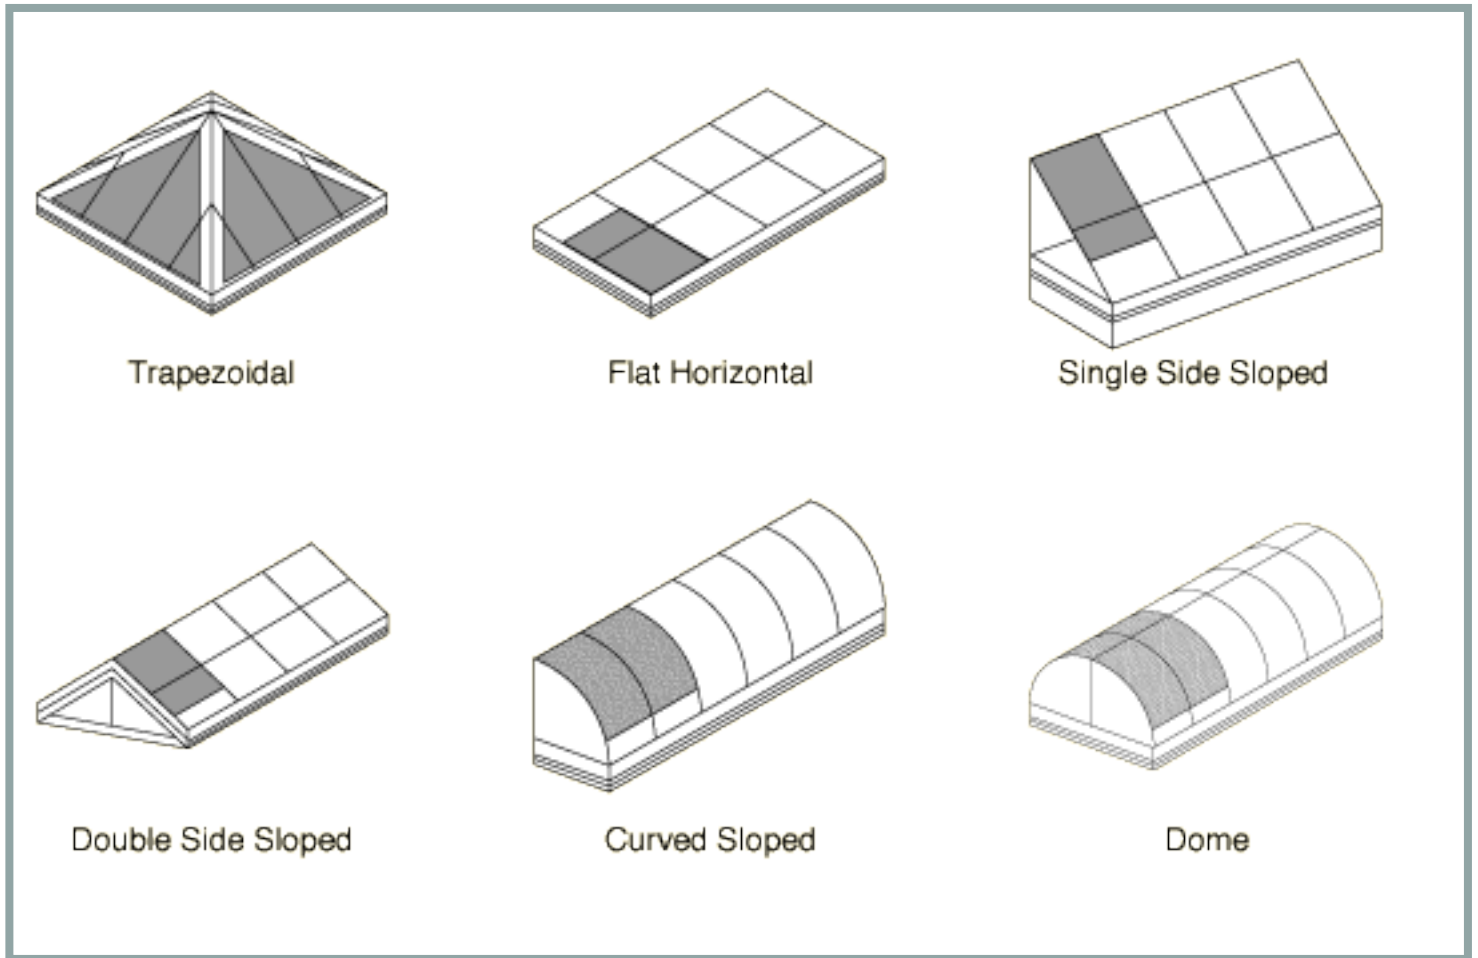 Trapezoidal
Flat Horizontal
Single Side Sloped
Double Side Sloped
Curved Sloped
Dome